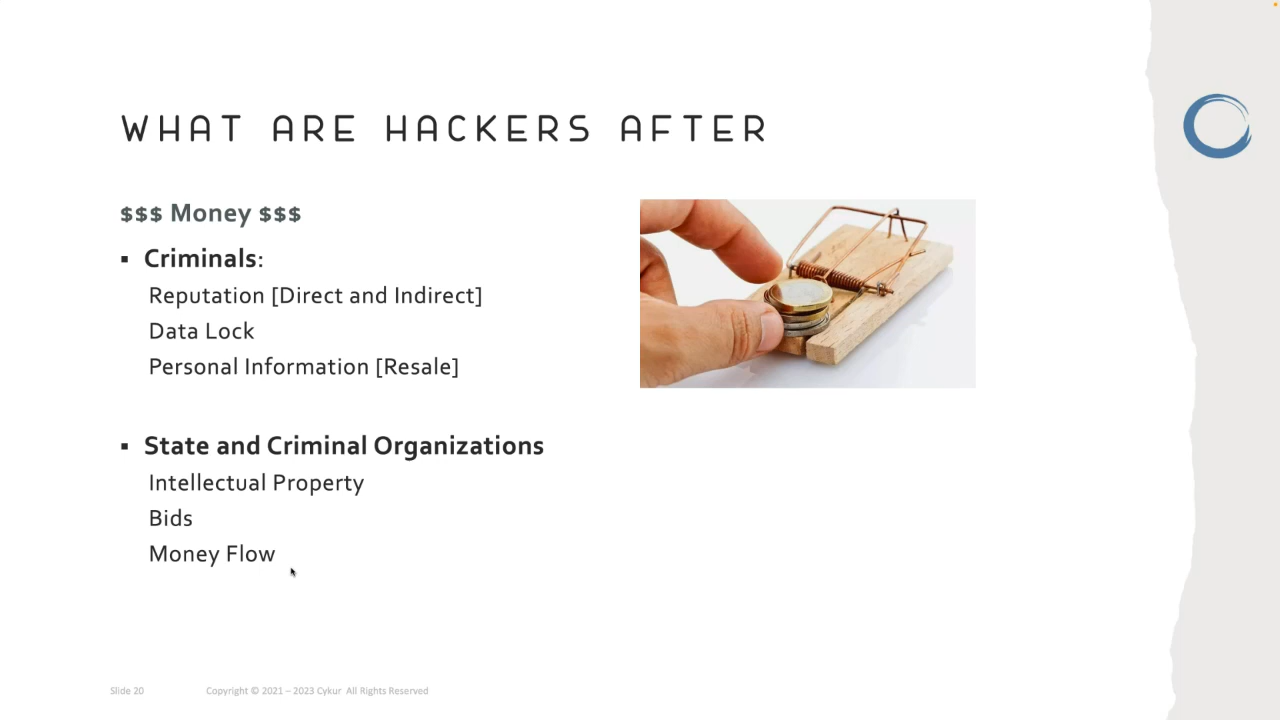 WHAT ARE HACKERS AFTER
$$$ Money $$$
▪ Criminals:
Reputation [Direct and Indirect]
Data Lock
Personal Information [Resale]
▪ State and Criminal Organizations
Intellectual Property
Bids
Money Flow
Slide 20 Copyright © 2021 – 2023 Cykur All Rights Reserved